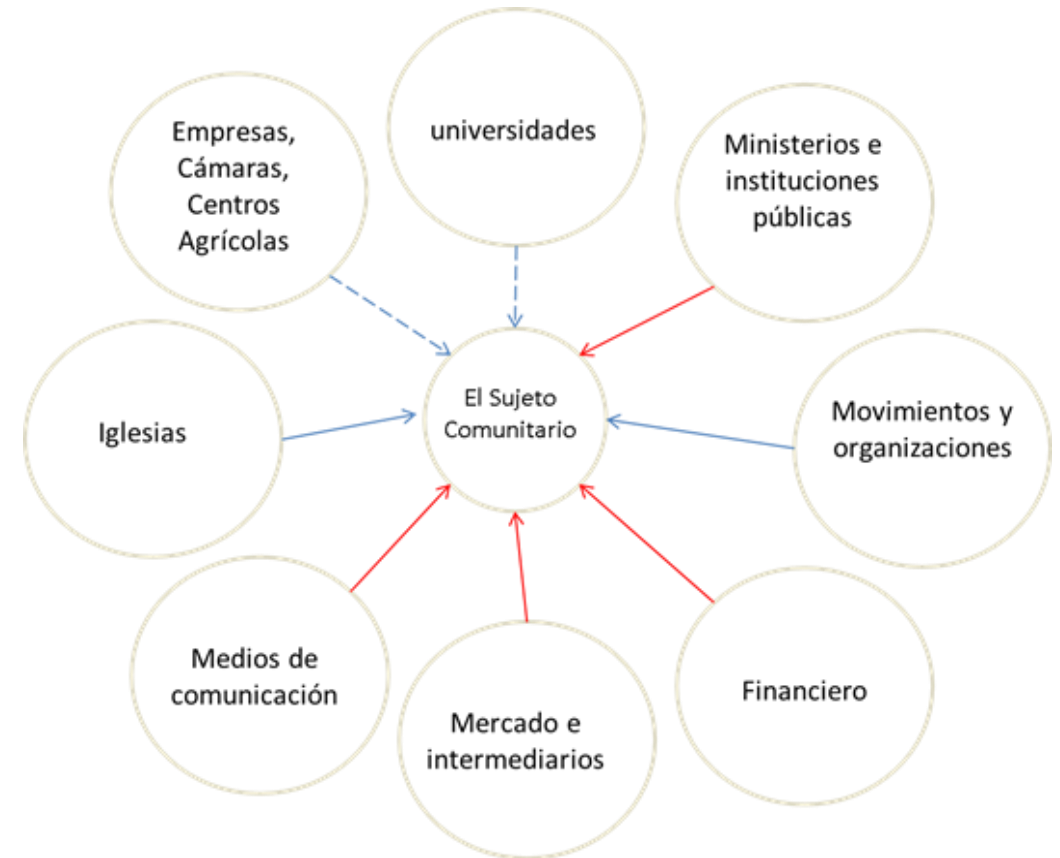 universidades
Empresas,
Cámaras,
Centros
Agrícolas
Ministerios e
instituciones
públicas
El Sujeto
Comunitario
Iglesias
Movimientos y
organizaciones
Medios de
comunicación
Mercado e
intermediarios
Financiero